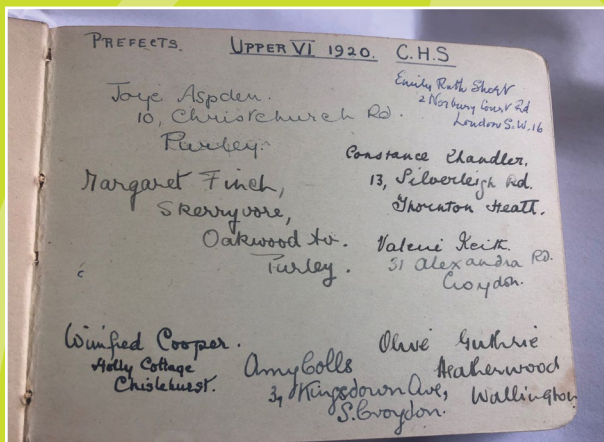 PREFECTS. UPPER VI 1920. C.H.S
Joye Aspden.
10, Christchurch Rd.
Purley.
Emily Ruth Short
2 Norbury Court Rd
London S.W.16
Constance Chandler,
13, Silverleigh Rd.
Thornton Heath.
Margaret Finch,
Skerryvore,
Oakwood Av.
Purley.
Valerie Keith.
31 Alexandra Rd.
Croydon.
Winifred Cooper.
Holly Cottage
Chislehurst.
Amy Colls
Kingsdown Ave,
S. Croydon.
Olive Guthrie
Heatherwood
Wallington